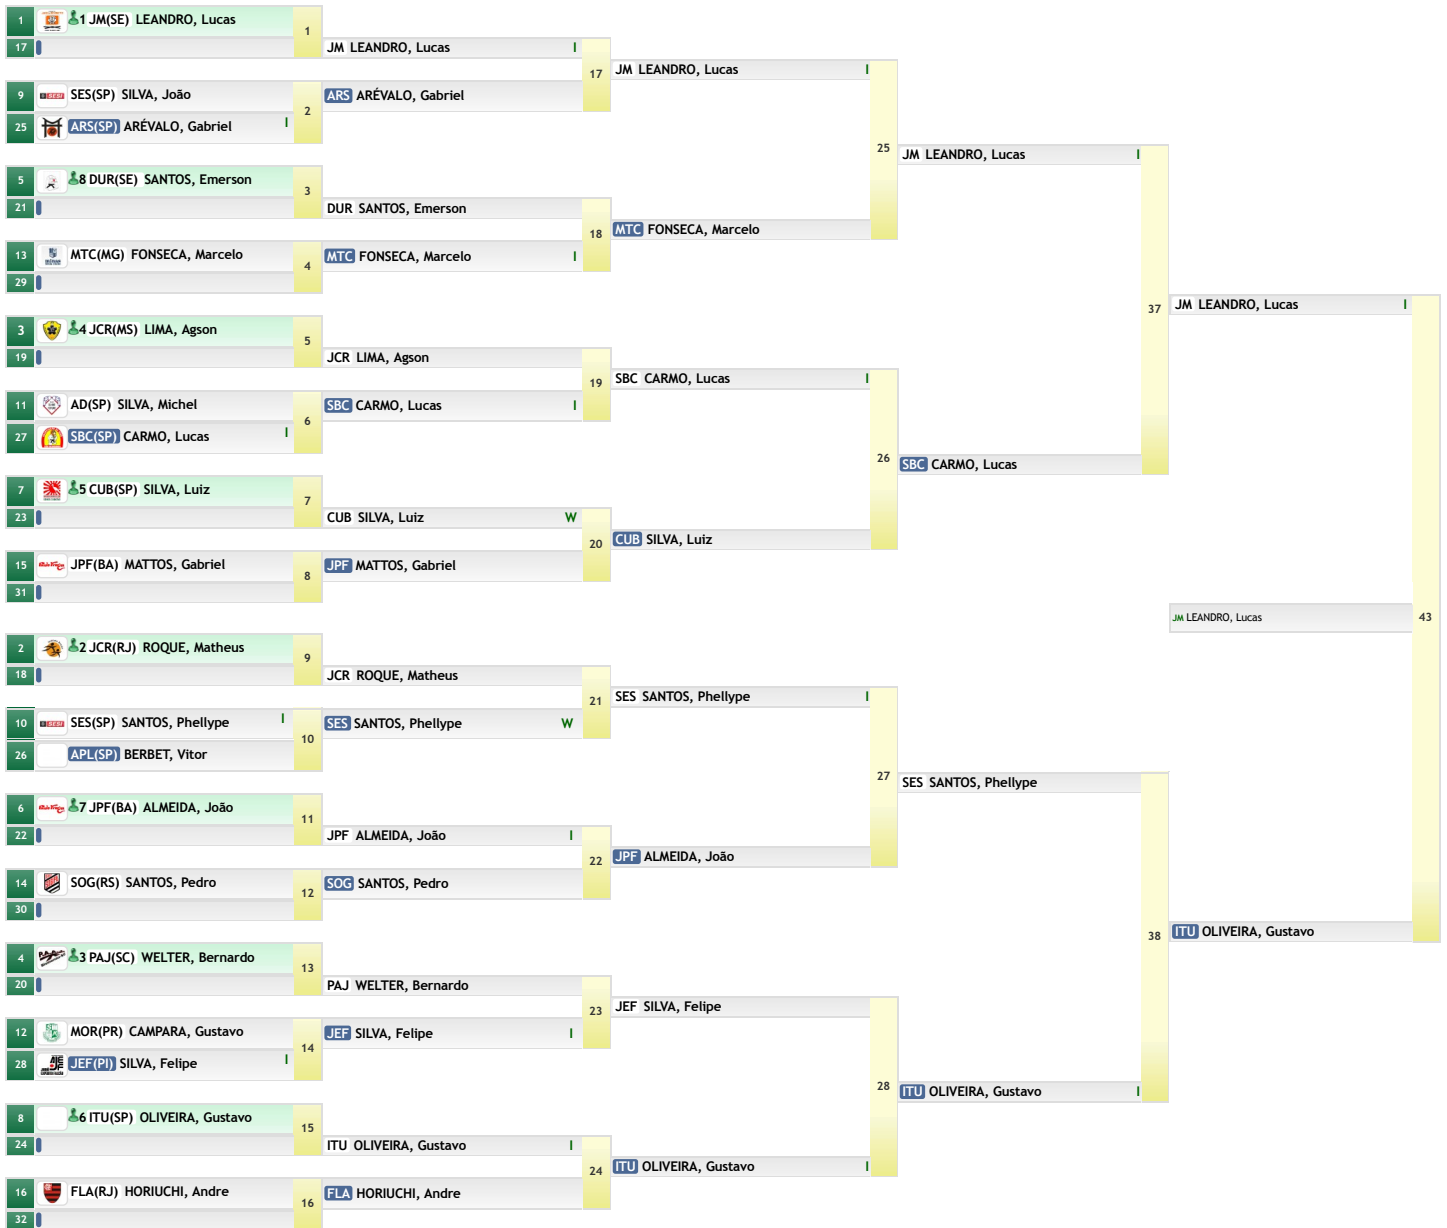 1 1 JM(SE) LEANDRO, Lucas
17
1
JM LEANDRO, Lucas I
9 SESI SES(SP) SILVA, João
25 ARS(SP) ARÉVALO, Gabriel I
2
ARS ARÉVALO, Gabriel
17
JM LEANDRO, Lucas I
5 8 DUR(SE) SANTOS, Emerson
21
3
DUR SANTOS, Emerson
13 MTC(MG) FONSECA, Marcelo
29
4
MTC FONSECA, Marcelo I
18
MTC FONSECA, Marcelo
25
JM LEANDRO, Lucas I
3 4 JCR(MS) LIMA, Agson
19
5
JCR LIMA, Agson
11 AD(SP) SILVA, Michel
27 SBC(SP) CARMO, Lucas I
6
SBC CARMO, Lucas I
19
SBC CARMO, Lucas I
7 5 CUB(SP) SILVA, Luiz
23
7
CUB SILVA, Luiz W
15 JPF(BA) MATTOS, Gabriel
31
8
JPF MATTOS, Gabriel
20
CUB SILVA, Luiz
26
SBC CARMO, Lucas
37
JM LEANDRO, Lucas I
2 2 JCR(RJ) ROQUE, Matheus
18
9
JCR ROQUE, Matheus
10 SESI SES(SP) SANTOS, Phellype I
26 APL(SP) BERBET, Vitor
10
SES SANTOS, Phellype W
21
SES SANTOS, Phellype I
6 7 JPF(BA) ALMEIDA, João
22
11
JPF ALMEIDA, João I
14 SOG(RS) SANTOS, Pedro
30
12
SOG SANTOS, Pedro
22
JPF ALMEIDA, João
27
SES SANTOS, Phellype
4 3 PAJ(SC) WELTER, Bernardo
20
13
PAJ WELTER, Bernardo
12 MOR(PR) CAMPARA, Gustavo
28 JEF(PI) SILVA, Felipe I
14
JEF SILVA, Felipe I
23
JEF SILVA, Felipe
8 6 ITU(SP) OLIVEIRA, Gustavo
24
15
ITU OLIVEIRA, Gustavo I
16 FLA(RJ) HORIUCHI, Andre
32
16
FLA HORIUCHI, Andre
24
ITU OLIVEIRA, Gustavo I
28
ITU OLIVEIRA, Gustavo I
38
ITU OLIVEIRA, Gustavo
43
JM LEANDRO, Lucas